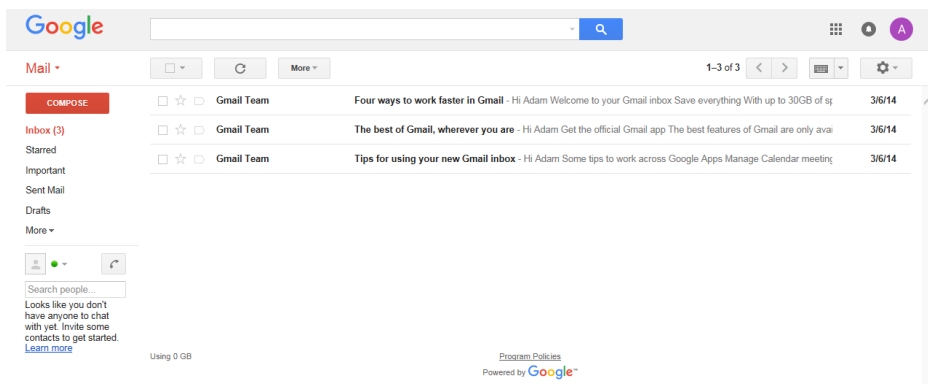 Google
A
Mail
More
1–3 of 3
COMPOSE
Gmail Team Four ways to work faster in Gmail - Hi Adam Welcome to your Gmail inbox Save everything With up to 30GB of sp 3/6/14
Inbox (3)
Gmail Team The best of Gmail, wherever you are - Hi Adam Get the official Gmail app The best features of Gmail are only avai 3/6/14
Starred
Gmail Team Tips for using your new Gmail inbox - Hi Adam Some tips to work across Google Apps Manage Calendar meeting 3/6/14
Important
Sent Mail
Drafts
More
Search people...
Looks like you don't
have anyone to chat
with yet. Invite some
contacts to get started.
Learn more
Using 0 GB
Program Policies
Powered by Google™